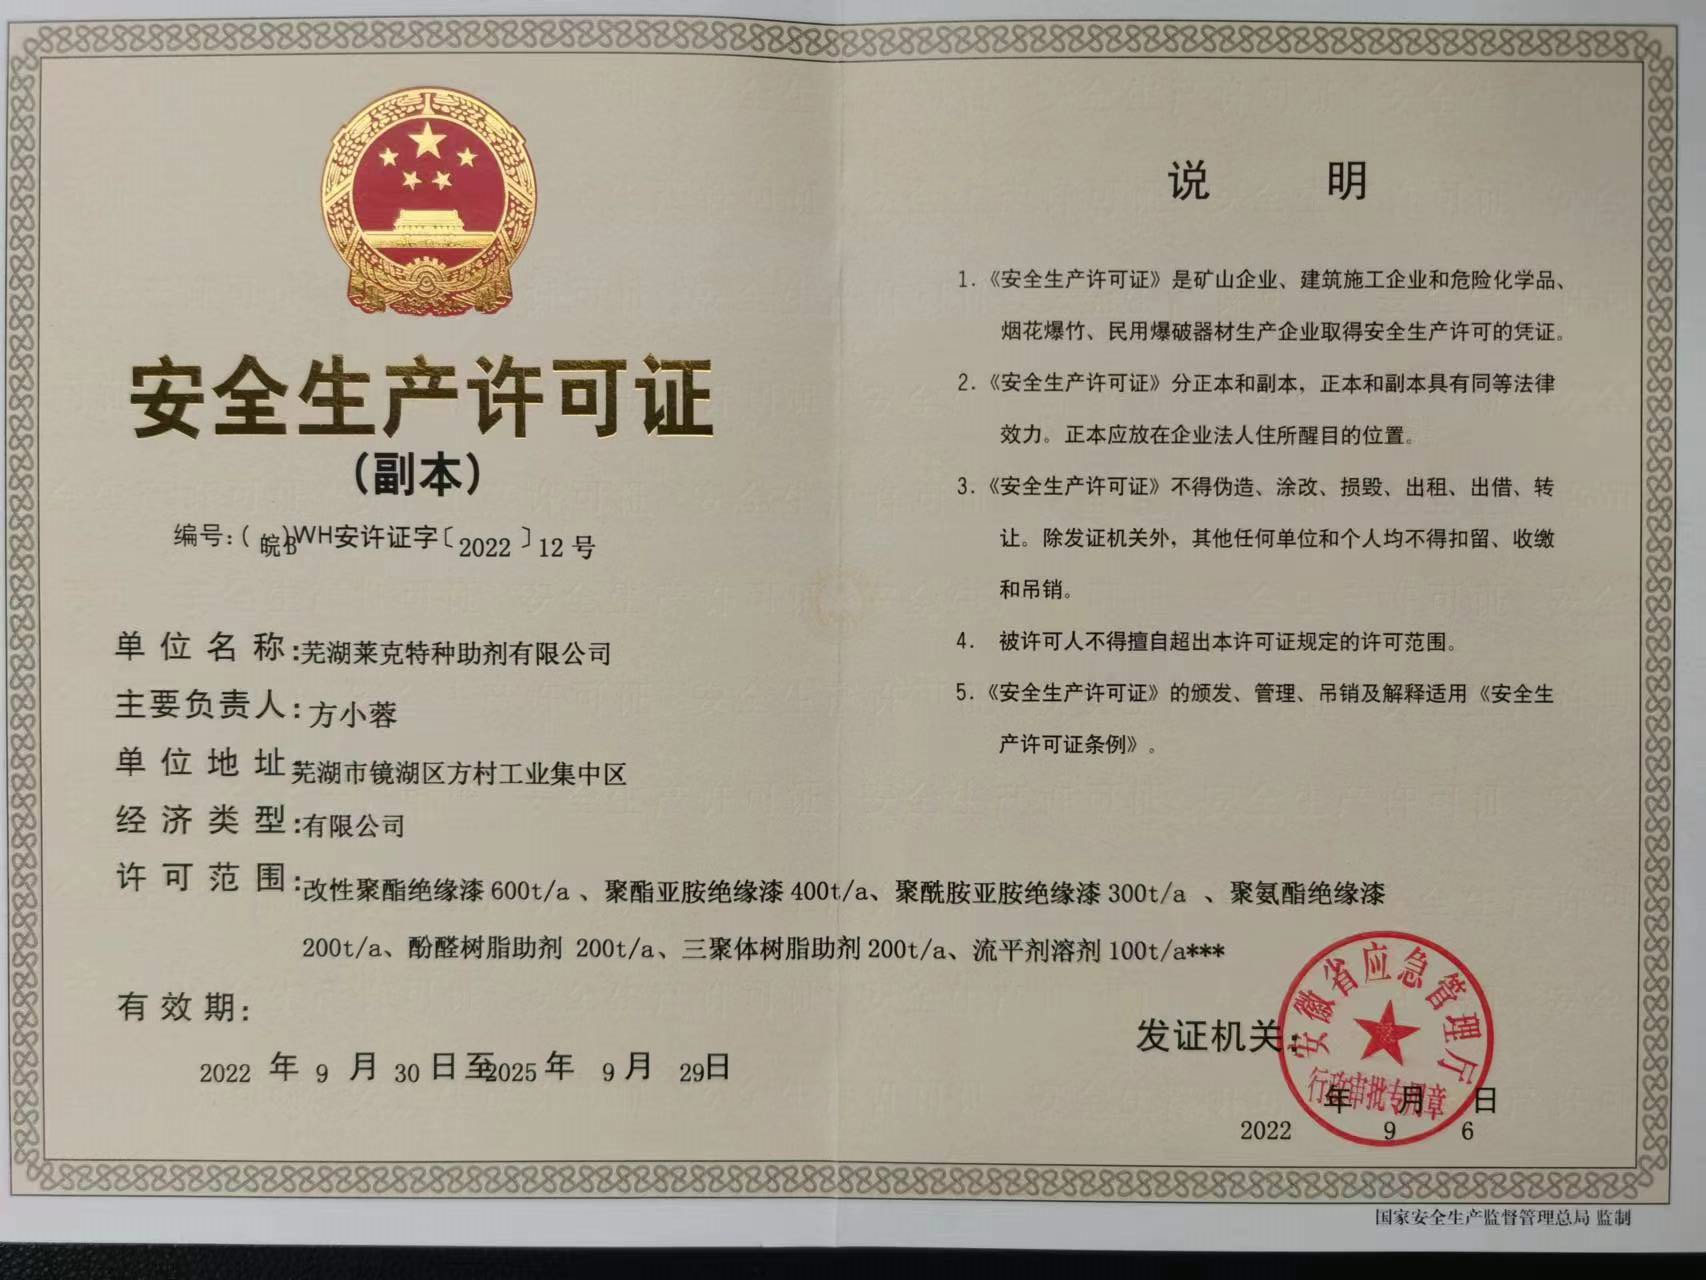 安全生产许可证
（副本）
编号:( 皖B)WH安许证字〔2022〕12号
单位名称:芜湖莱克特种助剂有限公司
主要负责人:方小蓉
单位地址:芜湖市镜湖区方村工业集中区
经济类型:有限公司
许可范围:改性聚酯绝缘漆600t/a、聚酯亚胺绝缘漆400t/a、聚酰胺亚胺绝缘漆300t/a、聚氨酯绝缘漆
200t/a、酚醛树脂助剂 200t/a、三聚体树脂助剂200t/a、流平剂溶剂100t/a***
有效期:
2022年9月30日至2025年9月29日
说明
1.《安全生产许可证》是矿山企业、建筑施工企业和危险化学品、
烟花爆竹、民用爆破器材生产企业取得安全生产许可的凭证。
2.《安全生产许可证》分正本和副本，正本和副本具有同等法律
效力。正本应放在企业法人住所醒目的位置。
3.《安全生产许可证》不得伪造、涂改、损毁、出租、出借、转
让。除发证机关外，其他任何单位和个人均不得扣留、收缴
和吊销。
4. 被许可人不得擅自超出本许可证规定的许可范围。
5.《安全生产许可证》的颁发、管理、吊销及解释适用《安全生
产许可证条例》。
发证机关:
安徽省应急管理厅
行政审批专用章
2022年9月6日
国家安全生产监督管理总局 监制